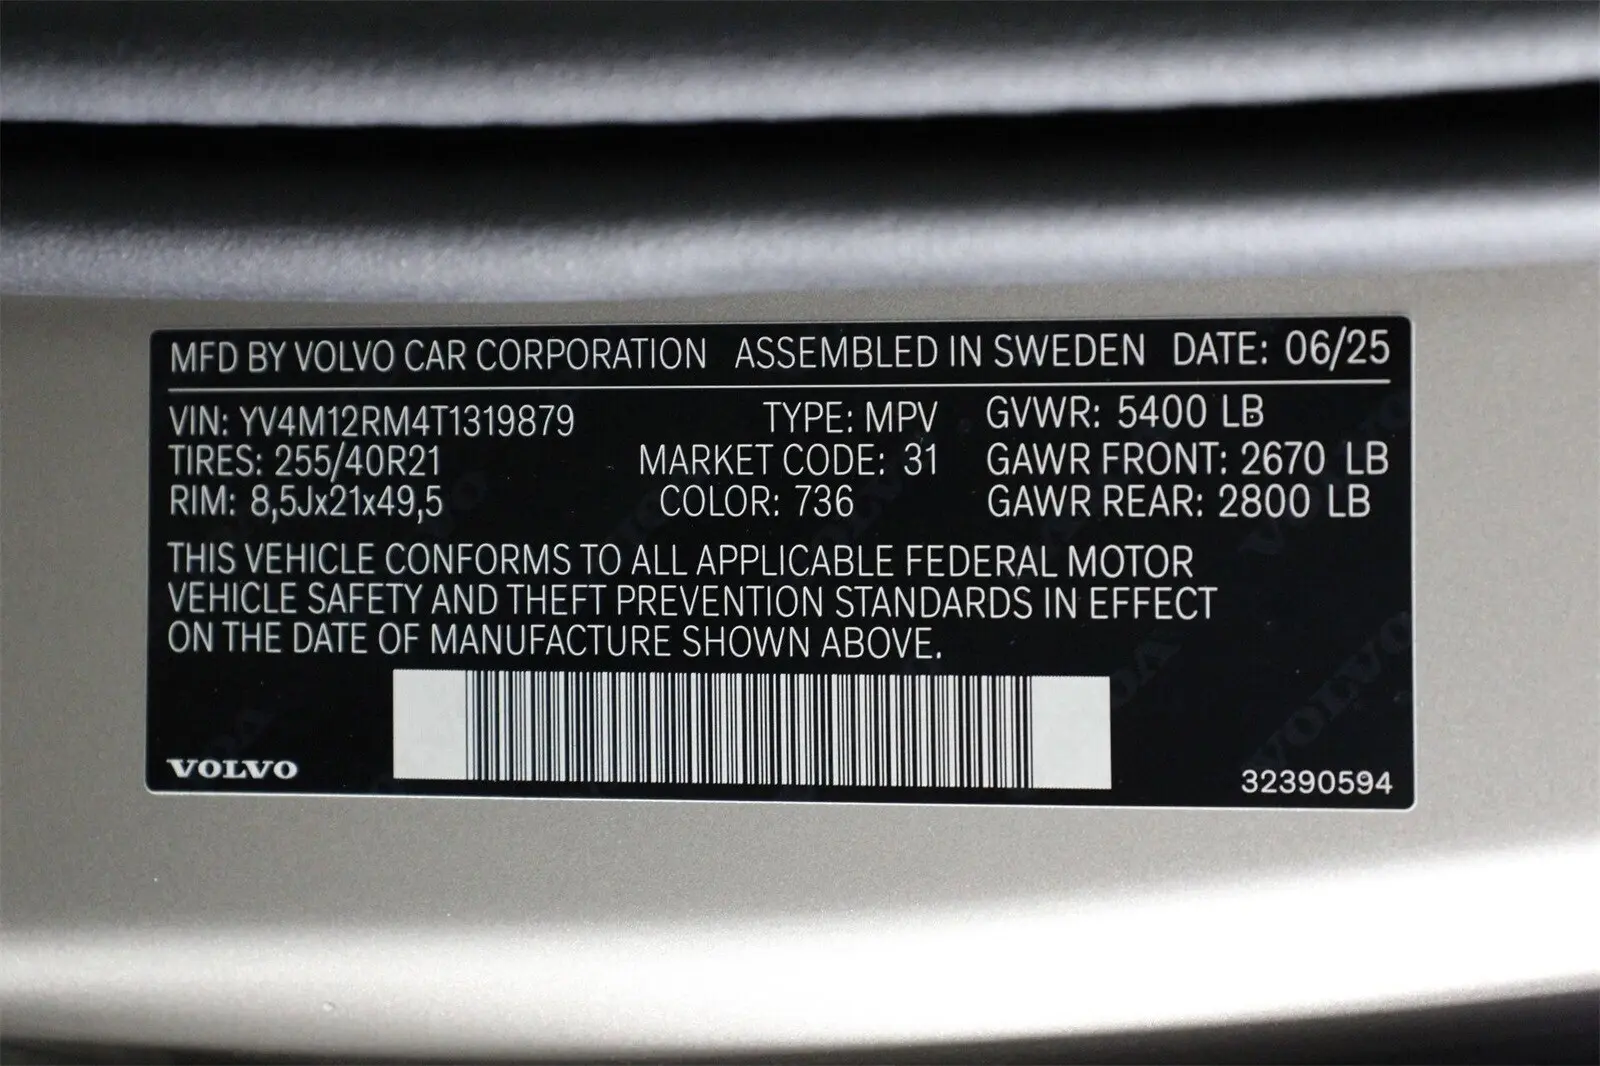 MFD BY VOLVO CAR CORPORATION ASSEMBLED IN SWEDEN DATE: 06/25
VIN: YV4M12RM4T1319879 TYPE: MPV GVWR: 5400 LB
TIRES: 255/40R21 MARKET CODE: 31 GAWR FRONT: 2670 LB
RIM: 8,5Jx21x49,5 COLOR: 736 GAWR REAR: 2800 LB
THIS VEHICLE CONFORMS TO ALL APPLICABLE FEDERAL MOTOR
VEHICLE SAFETY AND THEFT PREVENTION STANDARDS IN EFFECT
ON THE DATE OF MANUFACTURE SHOWN ABOVE.
VOLVO 32390594